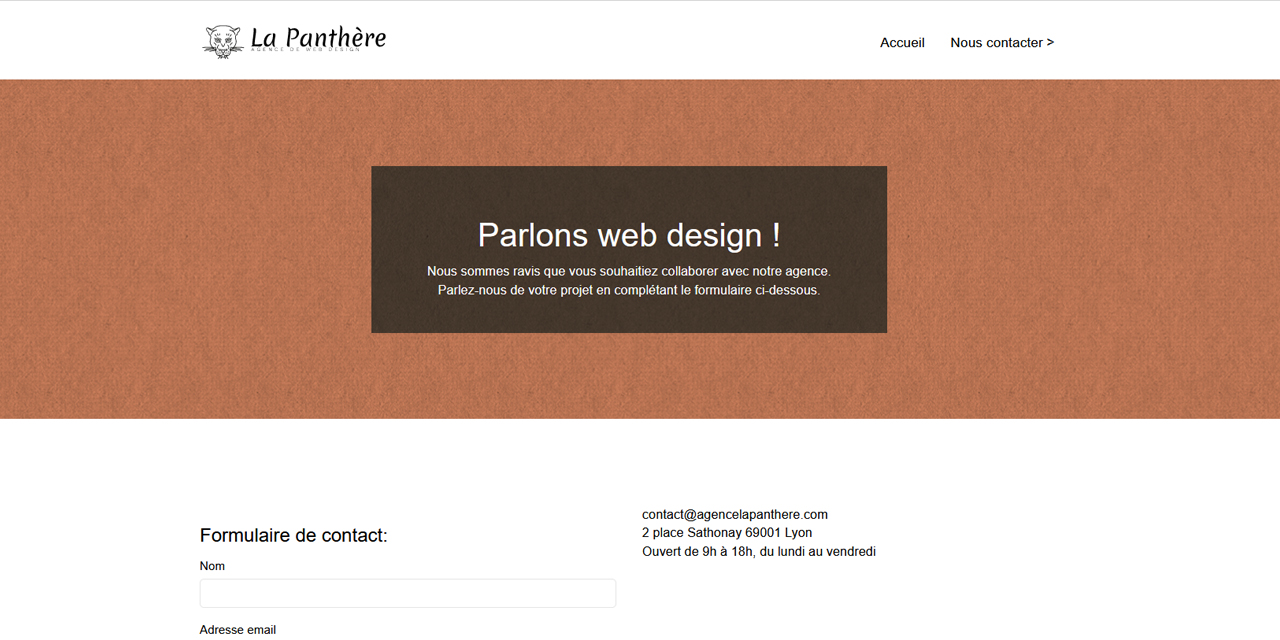 La Panthère
AGENCE DE WEB DESIGN
Accueil
Nous contacter >
Parlons web design !
Nous sommes ravis que vous souhaitiez collaborer avec notre agence.
Parlez-nous de votre projet en complétant le formulaire ci-dessous.
contact@agencelapanthere.com
2 place Sathonay 69001 Lyon
Ouvert de 9h à 18h, du lundi au vendredi
Formulaire de contact:
Nom
Adresse email